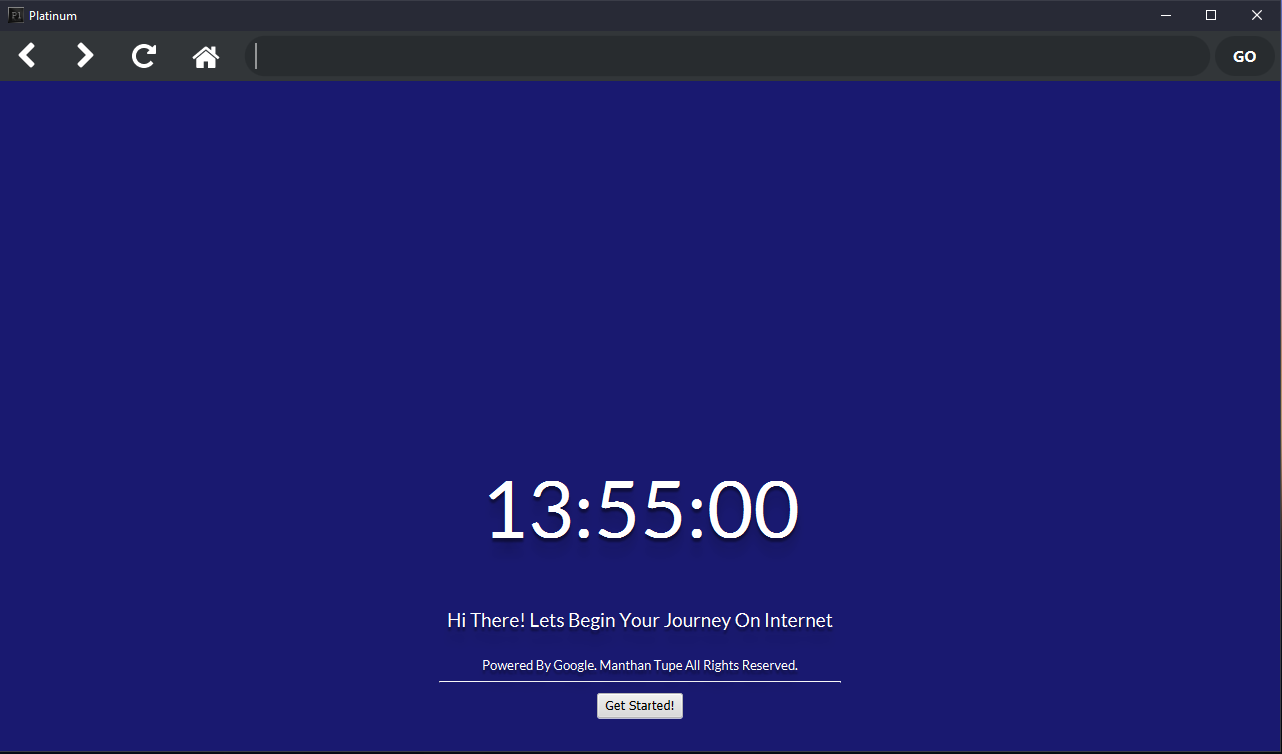 Platinum
GO
13:55:00
Hi There! Lets Begin Your Journey On Internet
Powered By Google. Manthan Tupe All Rights Reserved.
Get Started!